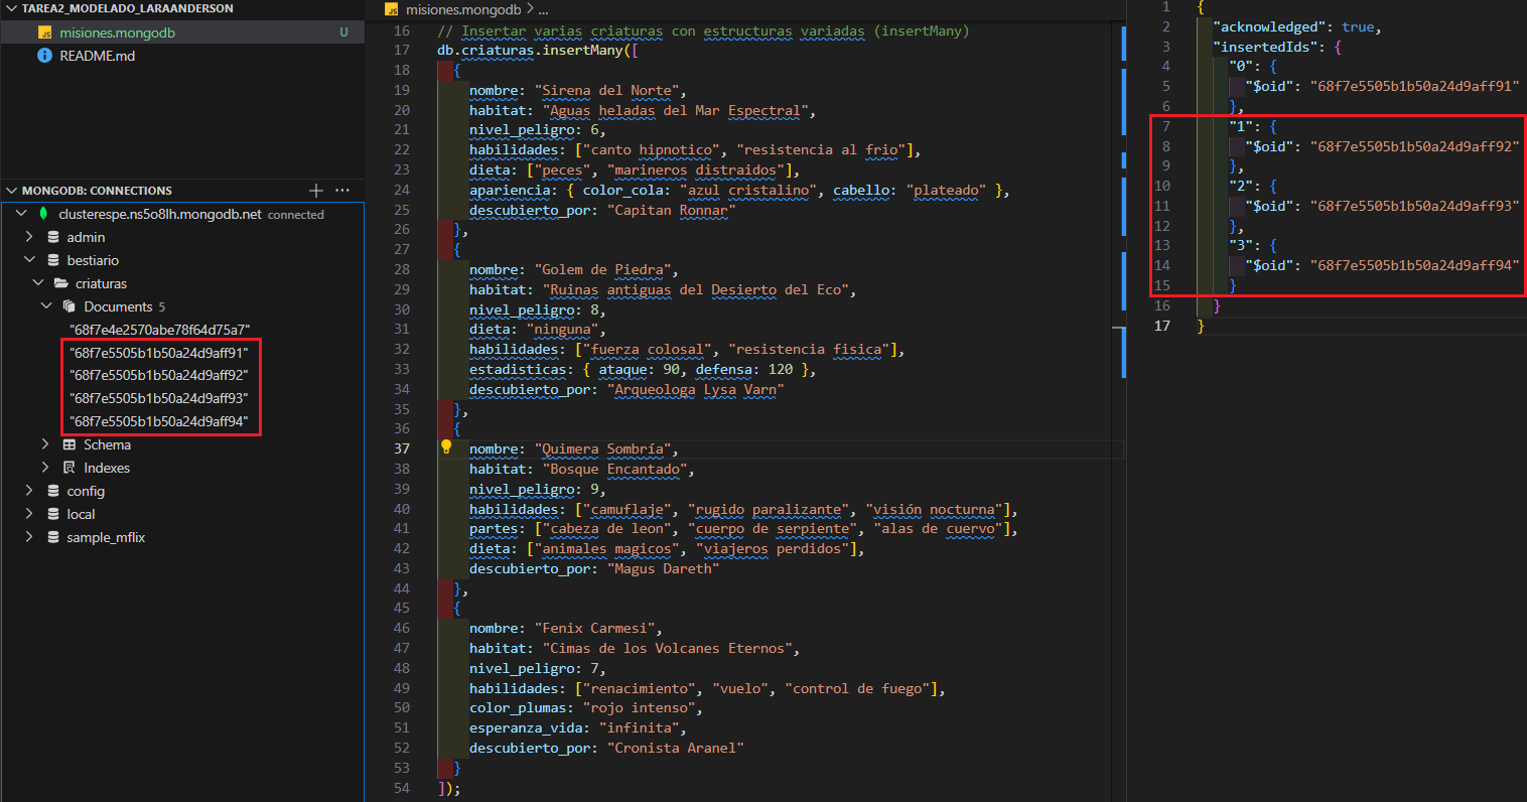 TAREA2_MODELADO_LARAANDERSON
misiones.mongodb U
README.md
MONGODB: CONNECTIONS
clusterespe.ns5o8lh.mongodb.net connected
admin
bestiario
criaturas
Documents 5
"68f7e4e2570abe78f64d75a7"
"68f7e5505b1b50a24d9aff91"
"68f7e5505b1b50a24d9aff92"
"68f7e5505b1b50a24d9aff93"
"68f7e5505b1b50a24d9aff94"
Schema
Indexes
config
local
sample_mflix
misiones.mongodb > ...
16 // Insertar varias criaturas con estructuras variadas (insertMany)
17 db.criaturas.insertMany([
18 {
19 nombre: "Sirena del Norte",
20 habitat: "Aguas heladas del Mar Espectral",
21 nivel_peligro: 6,
22 habilidades: ["canto hipnotico", "resistencia al frio"],
23 dieta: ["peces", "marineros distraidos"],
24 apariencia: { color_cola: "azul cristalino", cabello: "plateado" },
25 descubierto_por: "Capitan Ronnar"
26 },
27 {
28 nombre: "Golem de Piedra",
29 habitat: "Ruinas antiguas del Desierto del Eco",
30 nivel_peligro: 8,
31 dieta: "ninguna",
32 habilidades: ["fuerza colosal", "resistencia fisica"],
33 estadisticas: { ataque: 90, defensa: 120 },
34 descubierto_por: "Arqueologa Lysa Varn"
35 },
36 {
37 nombre: "Quimera Sombría",
38 habitat: "Bosque Encantado",
39 nivel_peligro: 9,
40 habilidades: ["camuflaje", "rugido paralizante", "visión nocturna"],
41 partes: ["cabeza de leon", "cuerpo de serpiente", "alas de cuervo"],
42 dieta: ["animales magicos", "viajeros perdidos"],
43 descubierto_por: "Magus Dareth"
44 },
45 {
46 nombre: "Fenix Carmesi",
47 habitat: "Cimas de los Volcanes Eternos",
48 nivel_peligro: 7,
49 habilidades: ["renacimiento", "vuelo", "control de fuego"],
50 color_plumas: "rojo intenso",
51 esperanza_vida: "infinita",
52 descubierto_por: "Cronista Aranel"
53 }
54 ]);
1 {
2 "acknowledged": true,
3 "insertedIds": {
4 "0": {
5 "$oid": "68f7e5505b1b50a24d9aff91"
6 },
7 "1": {
8 "$oid": "68f7e5505b1b50a24d9aff92"
9 },
10 "2": {
11 "$oid": "68f7e5505b1b50a24d9aff93"
12 },
13 "3": {
14 "$oid": "68f7e5505b1b50a24d9aff94"
15 }
16 }
17 }